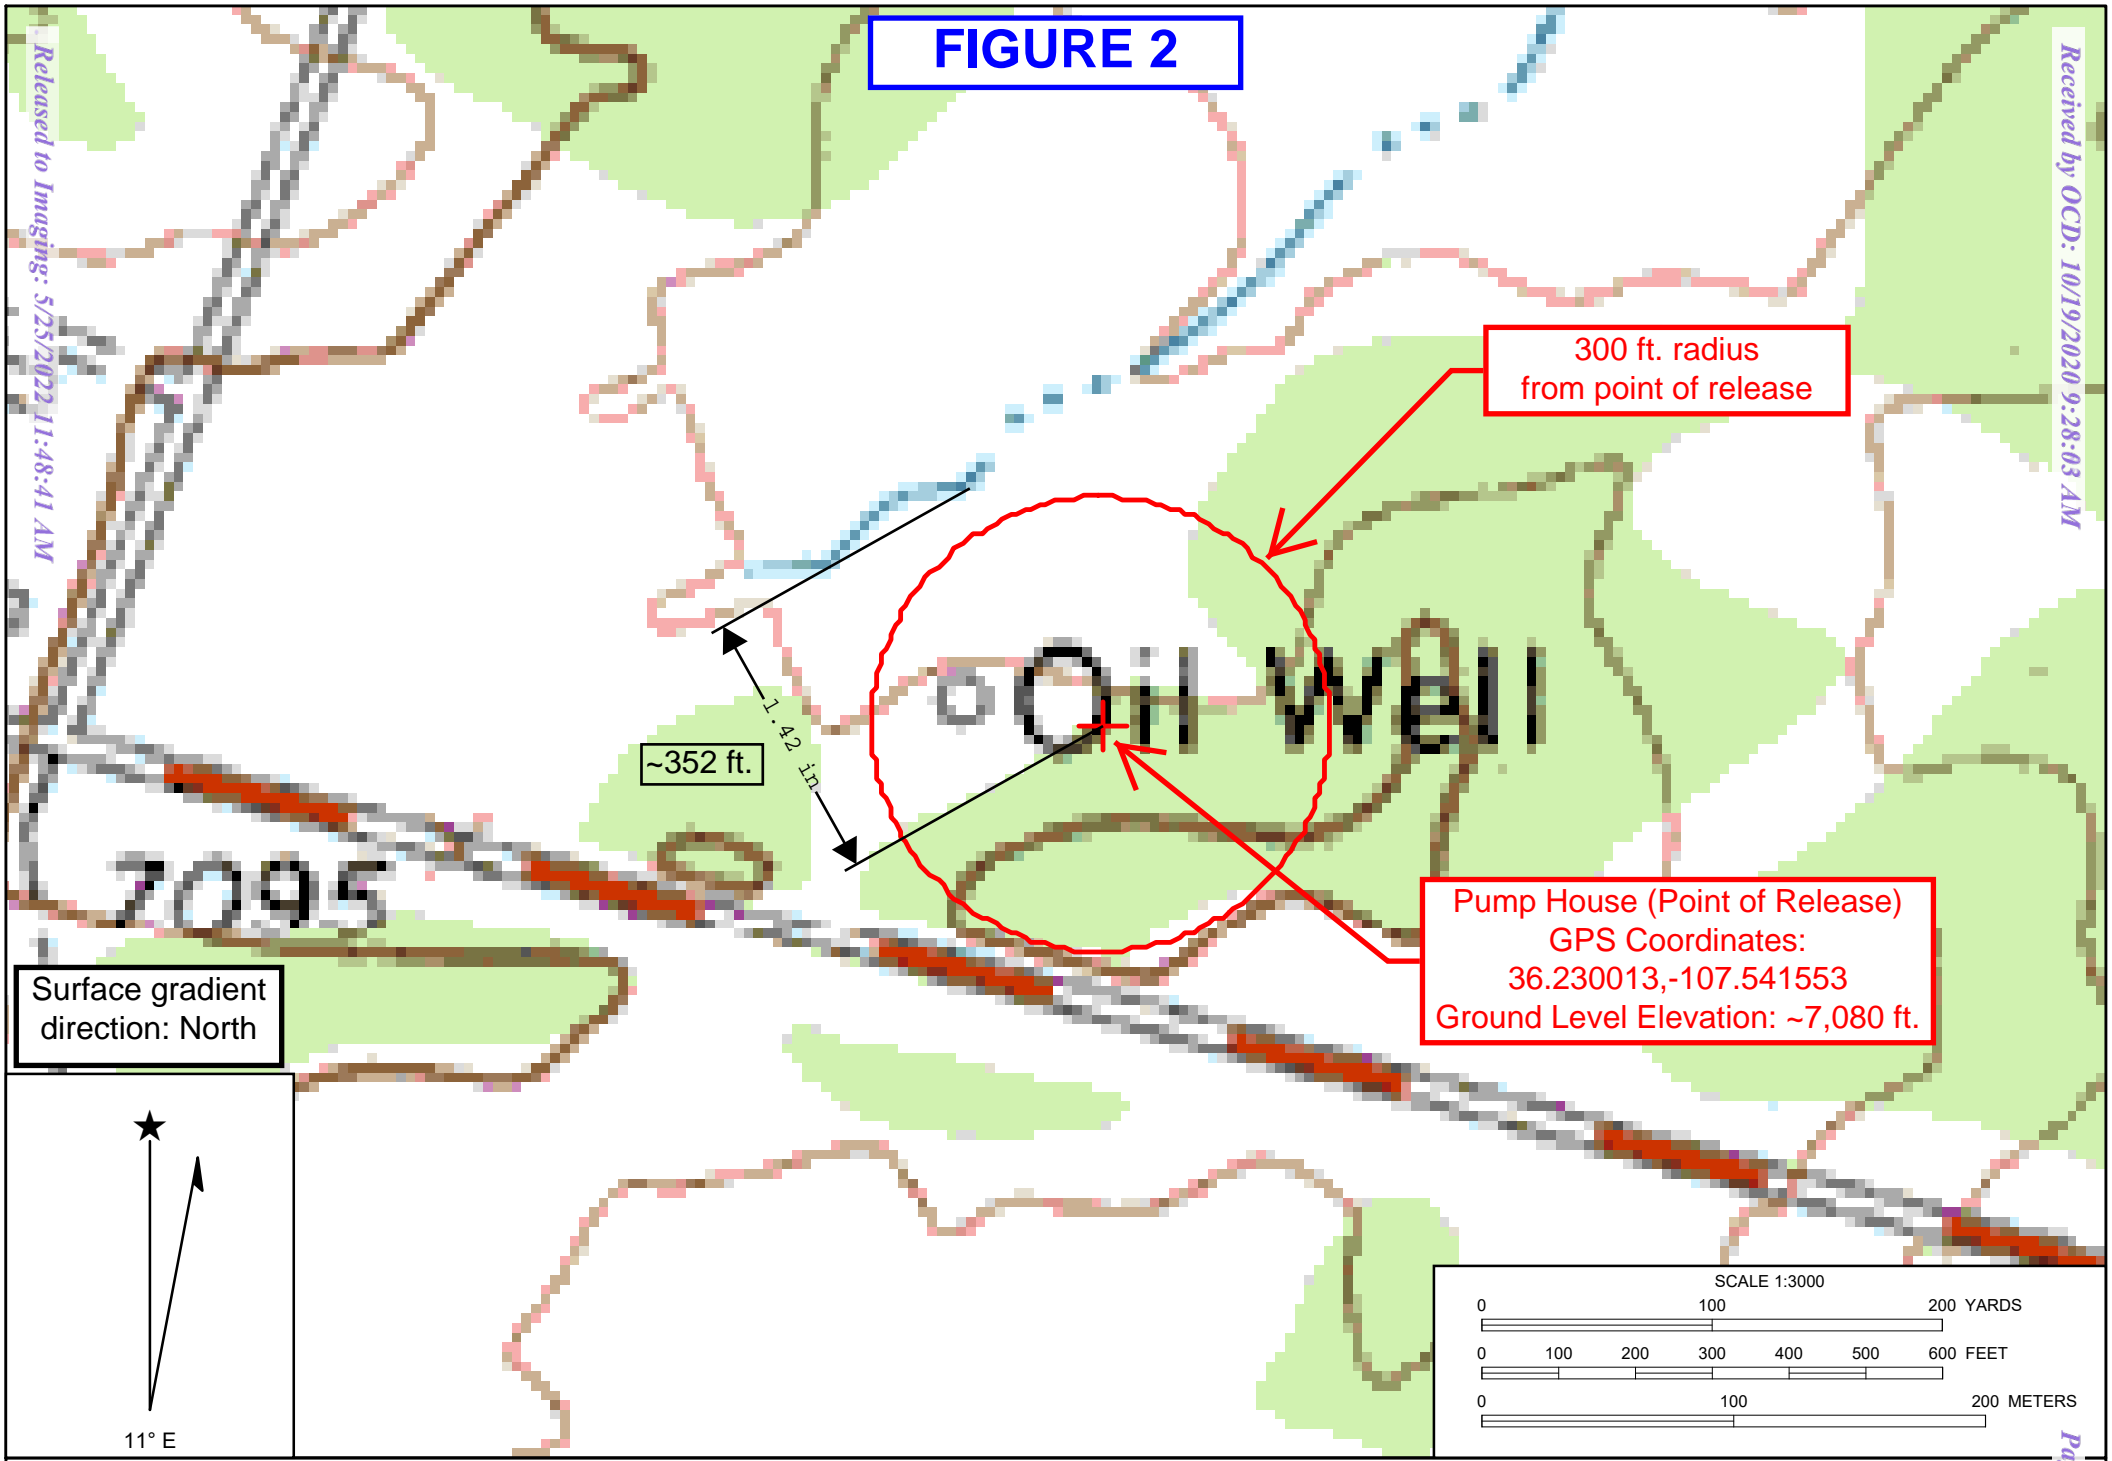 FIGURE 2
Released to Imaging: 5/25/2022 11:48:41 AM
Received by OCD: 10/19/2020 9:28:03 AM
300 ft. radius
from point of release
Oil Well
1.42 in
~352 ft.
7095
Pump House (Point of Release)
GPS Coordinates:
36.230013,-107.541553
Ground Level Elevation: ~7,080 ft.
Surface gradient
direction: North
11° E
SCALE 1:3000
0 100 200 YARDS
0 100 200 300 400 500 600 FEET
0 100 200 METERS